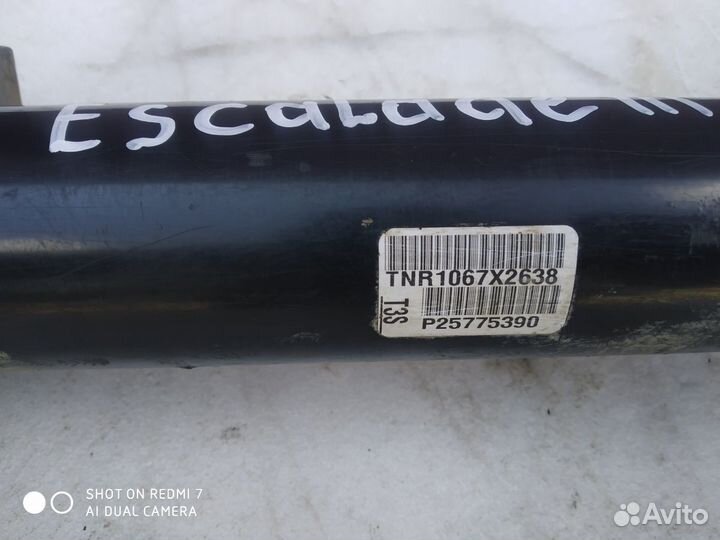 ESCALADE III
TNR1067X2638
T3S
P25775390
SHOT ON REDMI 7
AI DUAL CAMERA
Avito